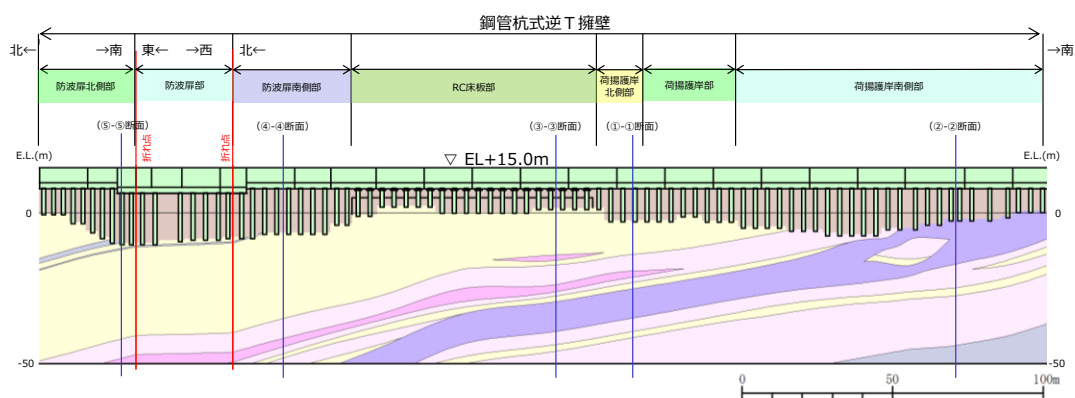 鋼管杭式逆T擁壁
北← →南 東← →西 北← →南
防波扉北側部 防波扉部 防波扉南側部 RC床板部 荷揚護岸北側部 荷揚護岸部 荷揚護岸南側部
(⑤-⑤断面) (④-④断面) (③-③断面) (①-①断面) (②-②断面)
折れ点 折れ点
E.L.(m) ▽ EL+15.0m E.L.(m)
0 0
-50 -50
0 50 100m